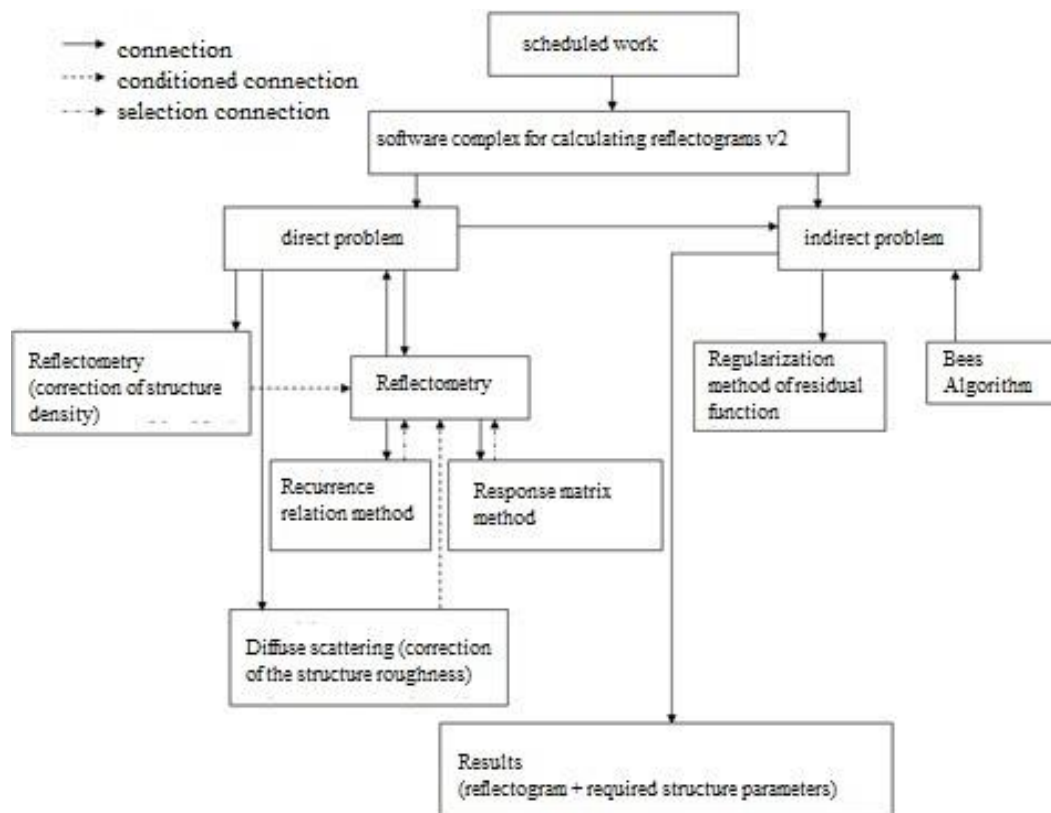 scheduled work
connection
conditioned connection
selection connection
software complex for calculating reflectograms v2
direct problem
indirect problem
Reflectometry
(correction of structure
density)
Reflectometry
Regularization
method of residual
function
Bees
Algorithm
Recurrence
relation method
Response matrix
method
Diffuse scattering (correction
of the structure roughness)
Results
(reflectogram + required structure parameters)